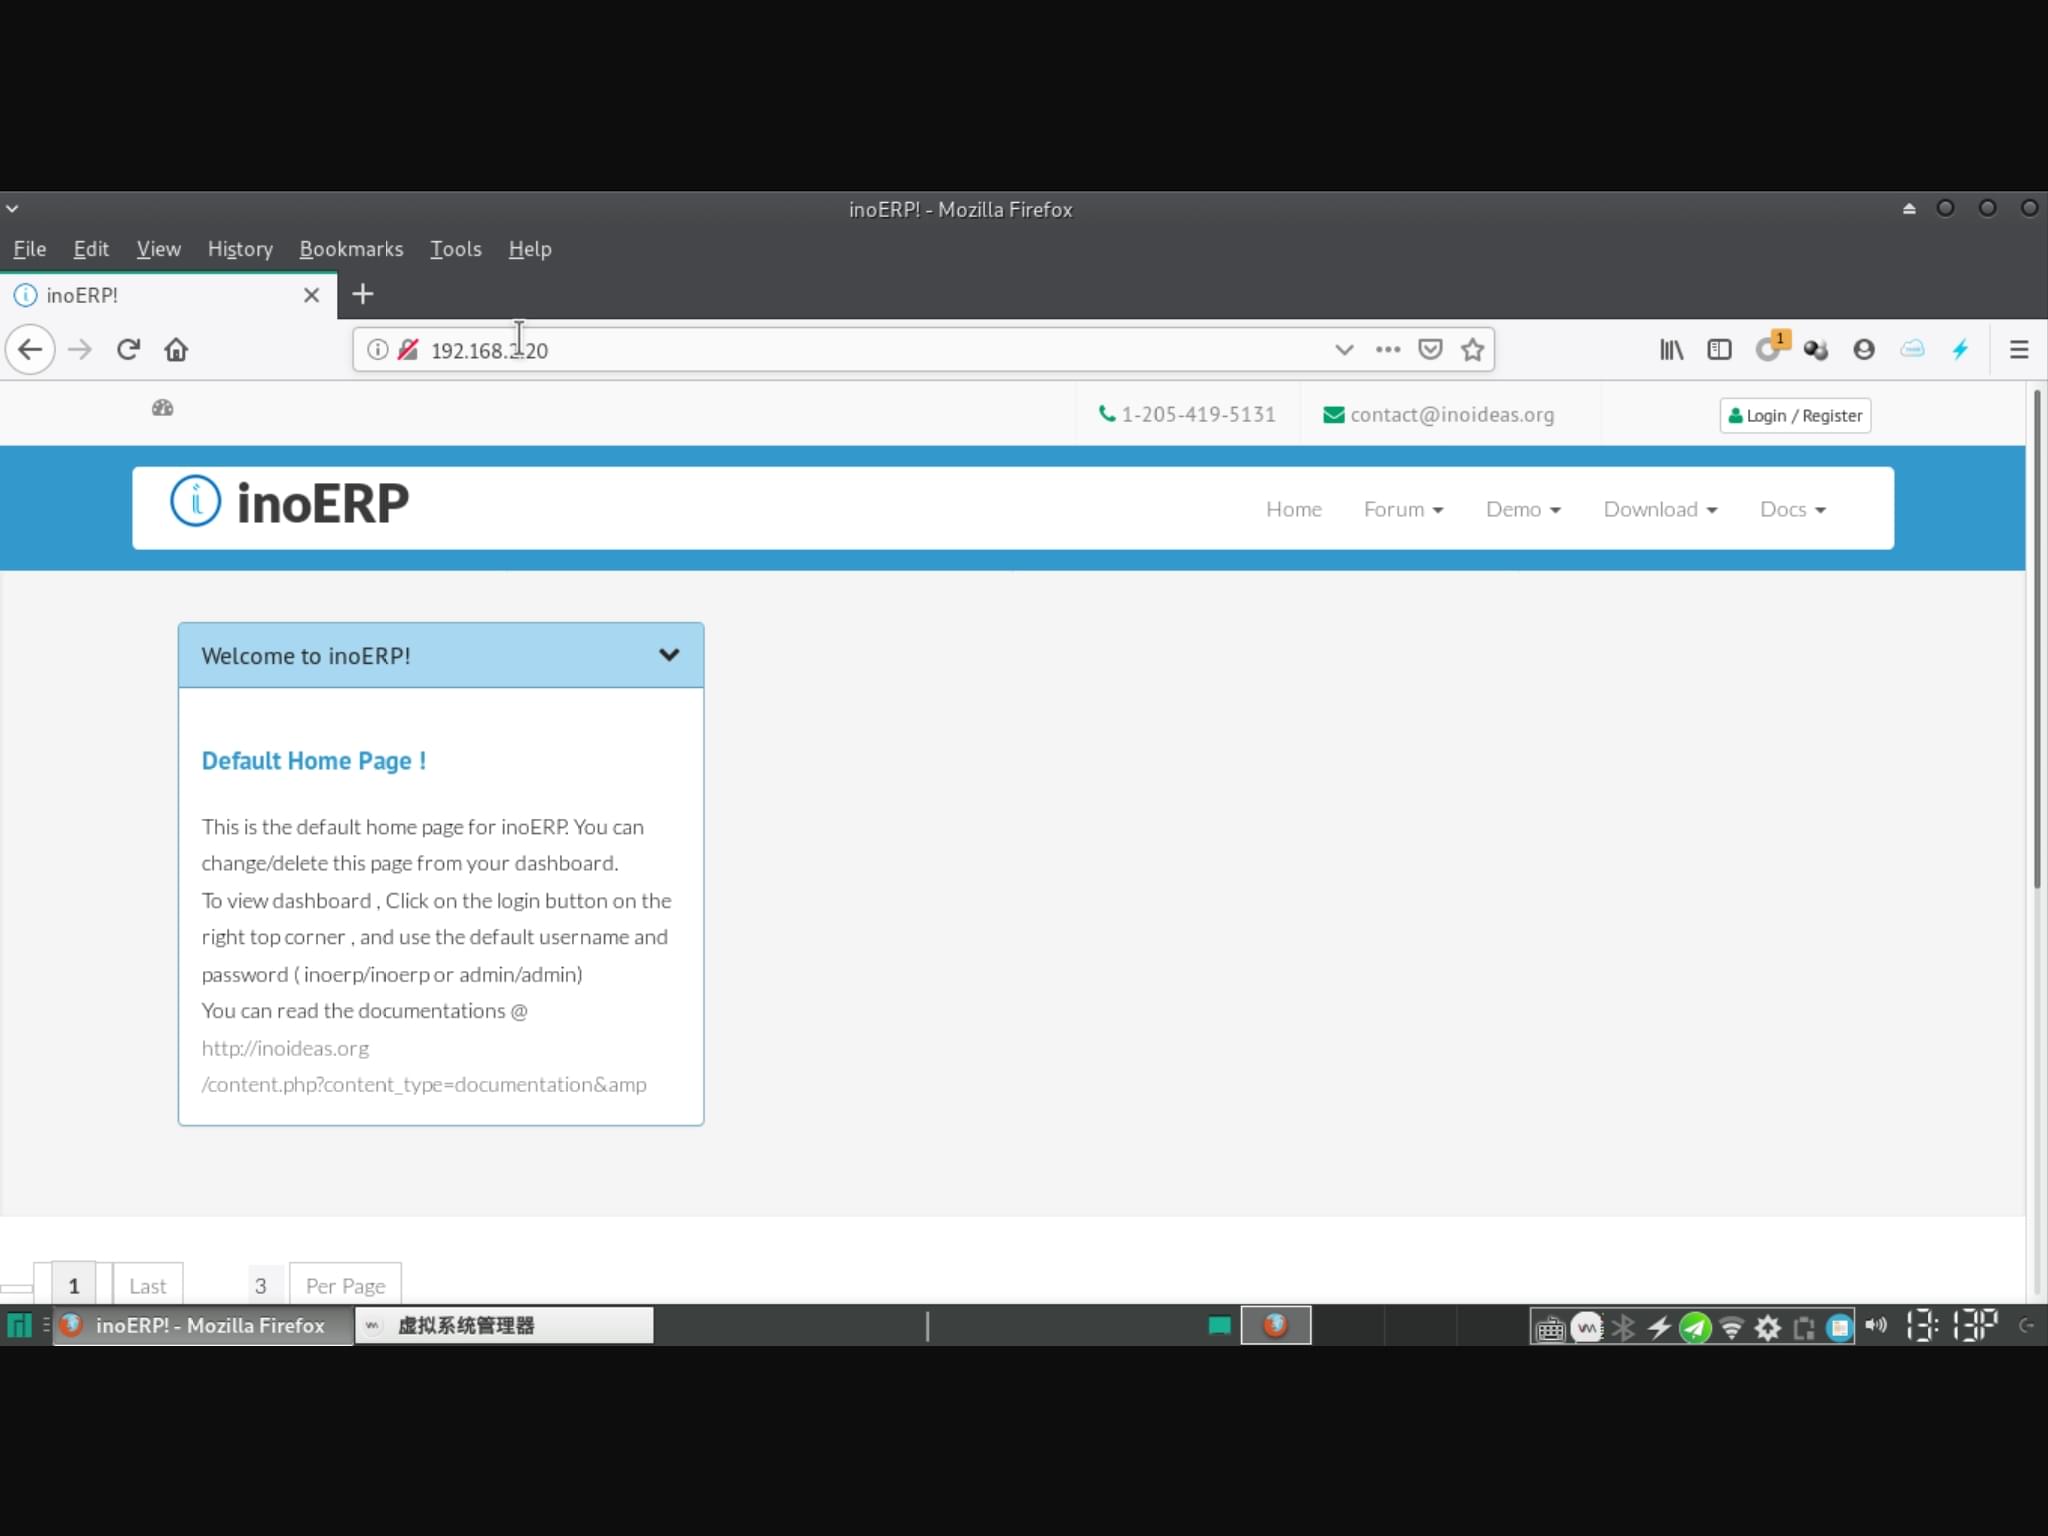 inoERP! - Mozilla Firefox
File Edit View History Bookmarks Tools Help
inoERP!
1
1-205-419-5131 contact@inoideas.org Login / Register
inoERP Home Forum Demo Download Docs
Welcome to inoERP!
Default Home Page !
This is the default home page for inoERP. You can
change/delete this page from your dashboard.
To view dashboard , Click on the login button on the
right top corner , and use the default username and
password ( inoerp/inoerp or admin/admin)
You can read the documentations @
http://inoideas.org
/content.php?content_type=documentation&amp
1 Last 3 Per Page
inoERP! - Mozilla Firefox 虚拟系统管理器 13:13P